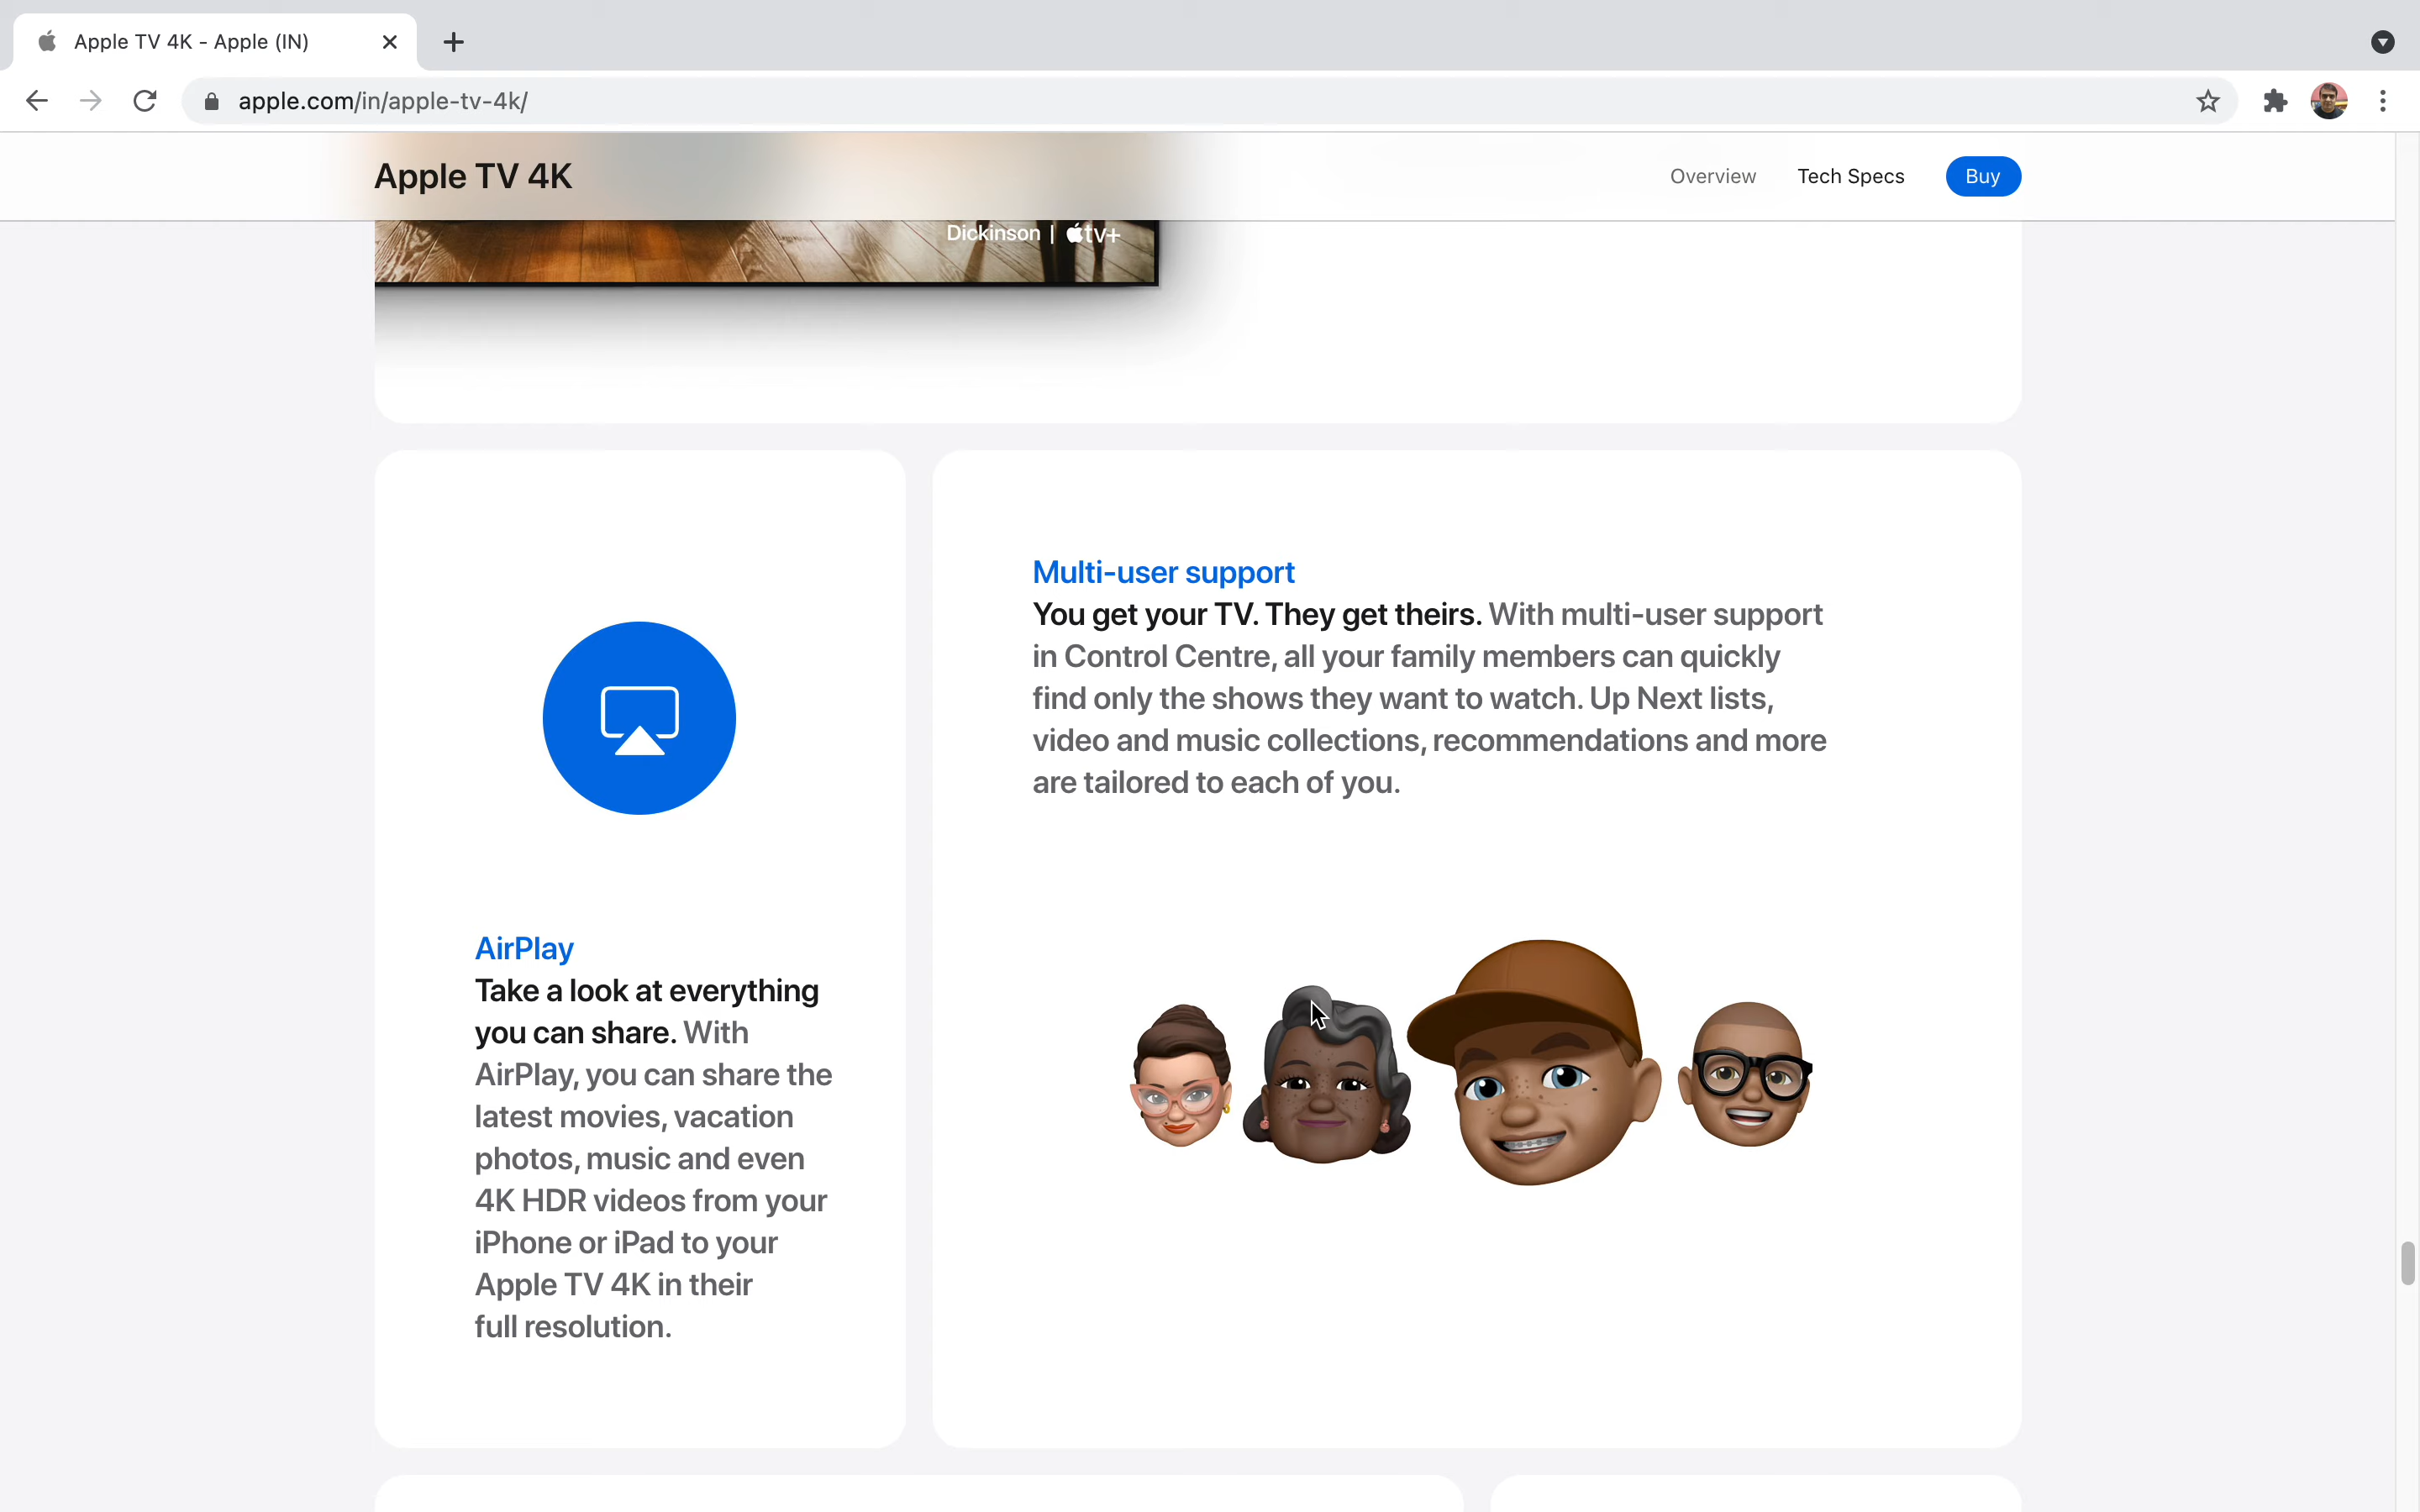 Apple TV 4K - Apple (IN)
apple.com/in/apple-tv-4k/
Apple TV 4K
Overview
Tech Specs
Buy
Dickinson | tv+
AirPlay
Take a look at everything
you can share. With
AirPlay, you can share the
latest movies, vacation
photos, music and even
4K HDR videos from your
iPhone or iPad to your
Apple TV 4K in their
full resolution.
Multi-user support
You get your TV. They get theirs. With multi-user support
in Control Centre, all your family members can quickly
find only the shows they want to watch. Up Next lists,
video and music collections, recommendations and more
are tailored to each of you.